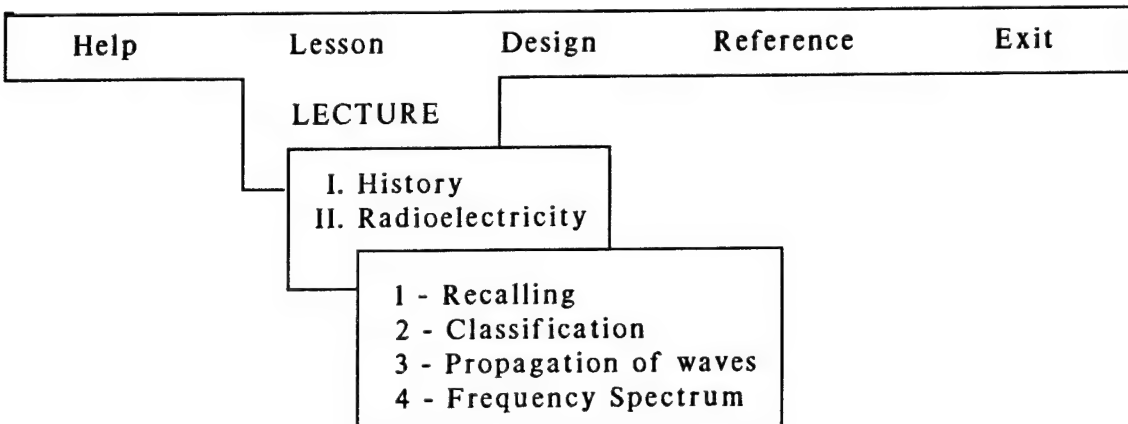 Help Lesson Design Reference Exit
LECTURE
I. History
II. Radioelectricity
1 - Recalling
2 - Classification
3 - Propagation of waves
4 - Frequency Spectrum